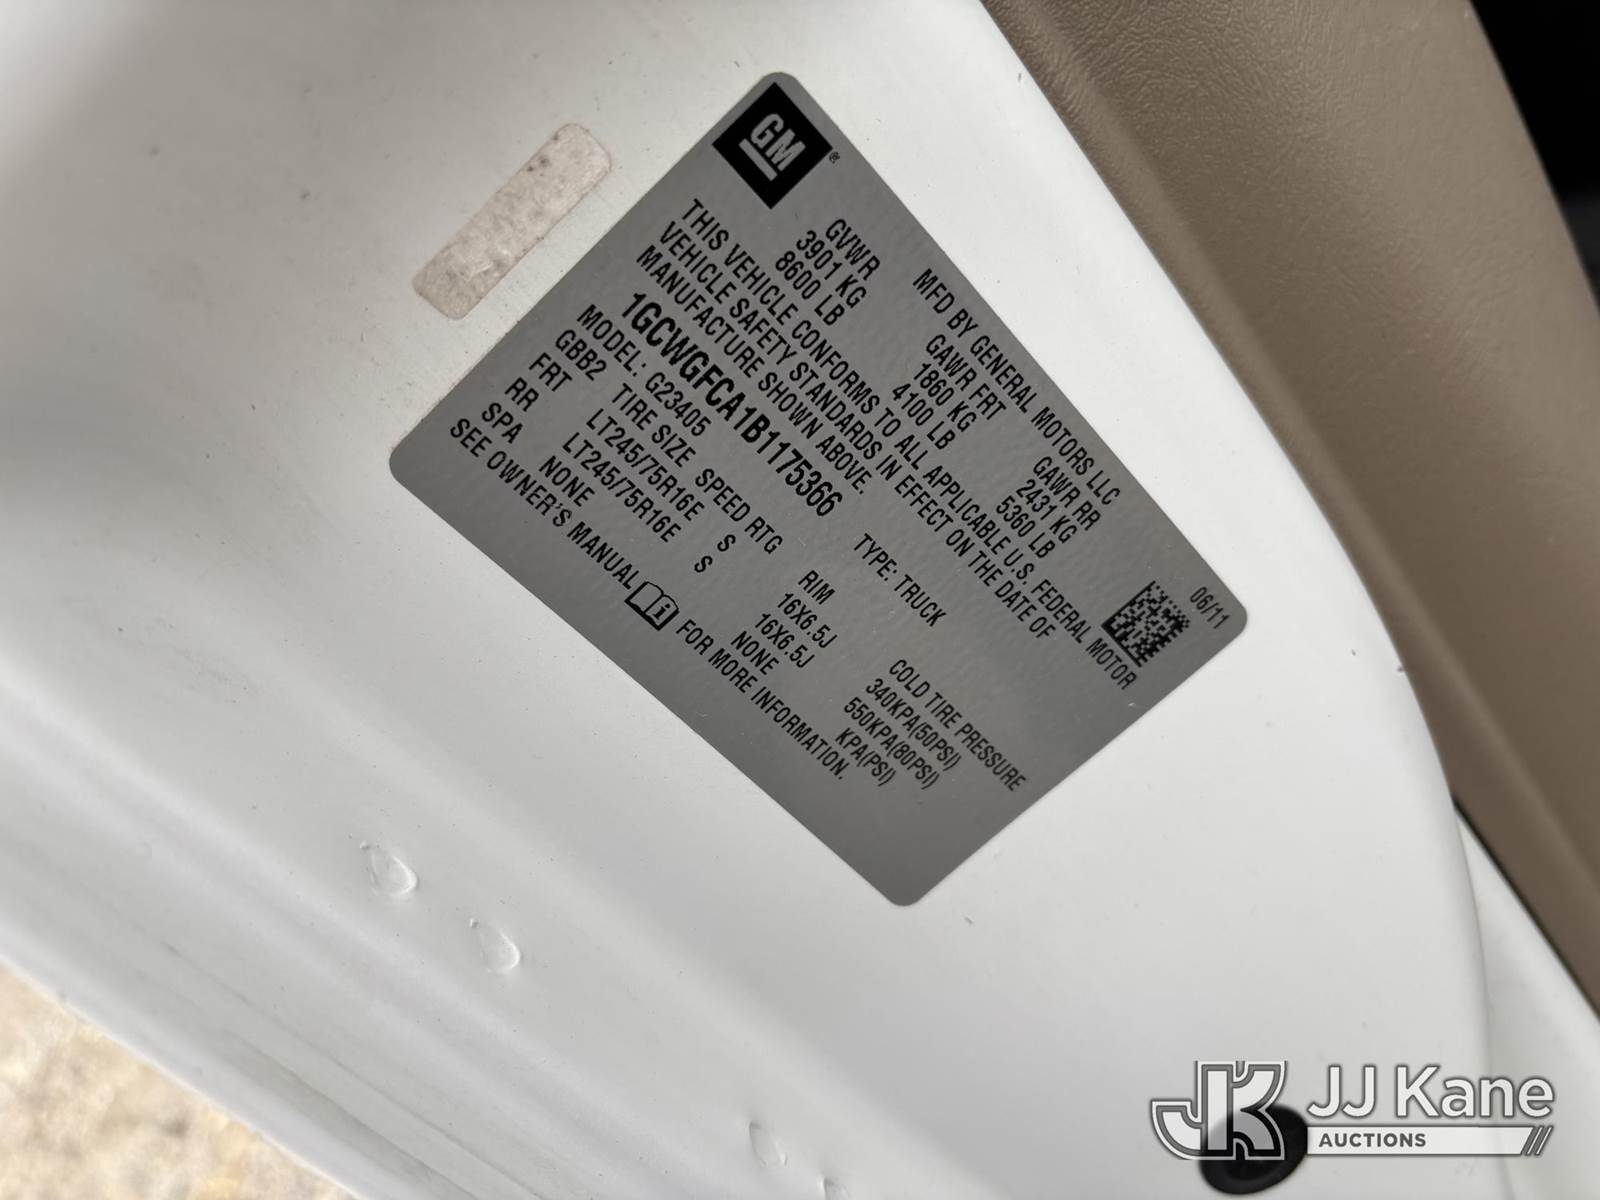 GM®
MFD BY GENERAL MOTORS LLC
06/11
GVWR GAWR FRT GAWR RR
3901 KG 1860 KG 2431 KG
8600 LB 4100 LB 5360 LB
THIS VEHICLE CONFORMS TO ALL APPLICABLE U.S. FEDERAL MOTOR
VEHICLE SAFETY STANDARDS IN EFFECT ON THE DATE OF
MANUFACTURE SHOWN ABOVE.
1GCWGFCA1B1175366 TYPE: TRUCK
MODEL: G23405
GBB2 TIRE SIZE SPEED RTG RIM COLD TIRE PRESSURE
FRT LT245/75R16E S 16X6.5J 340KPA(50PSI)
RR LT245/75R16E S 16X6.5J 550KPA(80PSI)
SPA NONE NONE KPA(PSI)
SEE OWNER'S MANUAL FOR MORE INFORMATION.
JK JJ Kane
AUCTIONS